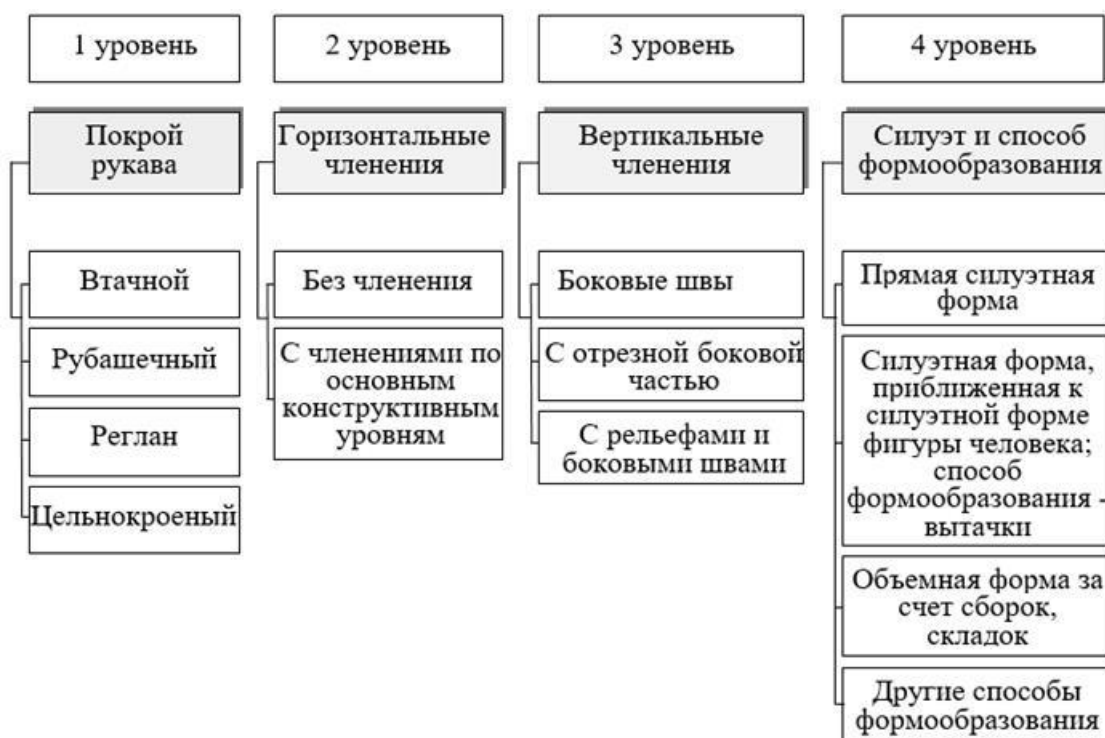 1 уровень
2 уровень
3 уровень
4 уровень
Покрой
рукава
Горизонтальные
членения
Вертикальные
членения
Силуэт и способ
формообразования
Втачной
Рубашечный
Реглан
Цельнокроеный
Без членения
С членениями по
основным
конструктивным
уровням
Боковые швы
С отрезной боковой
частью
С рельефами и
боковыми швами
Прямая силуэтная
форма
Силуэтная форма,
приближенная к
силуэтной форме
фигуры человека;
способ
формообразования -
вытачки
Объемная форма за
счет сборок,
складок
Другие способы
формообразования